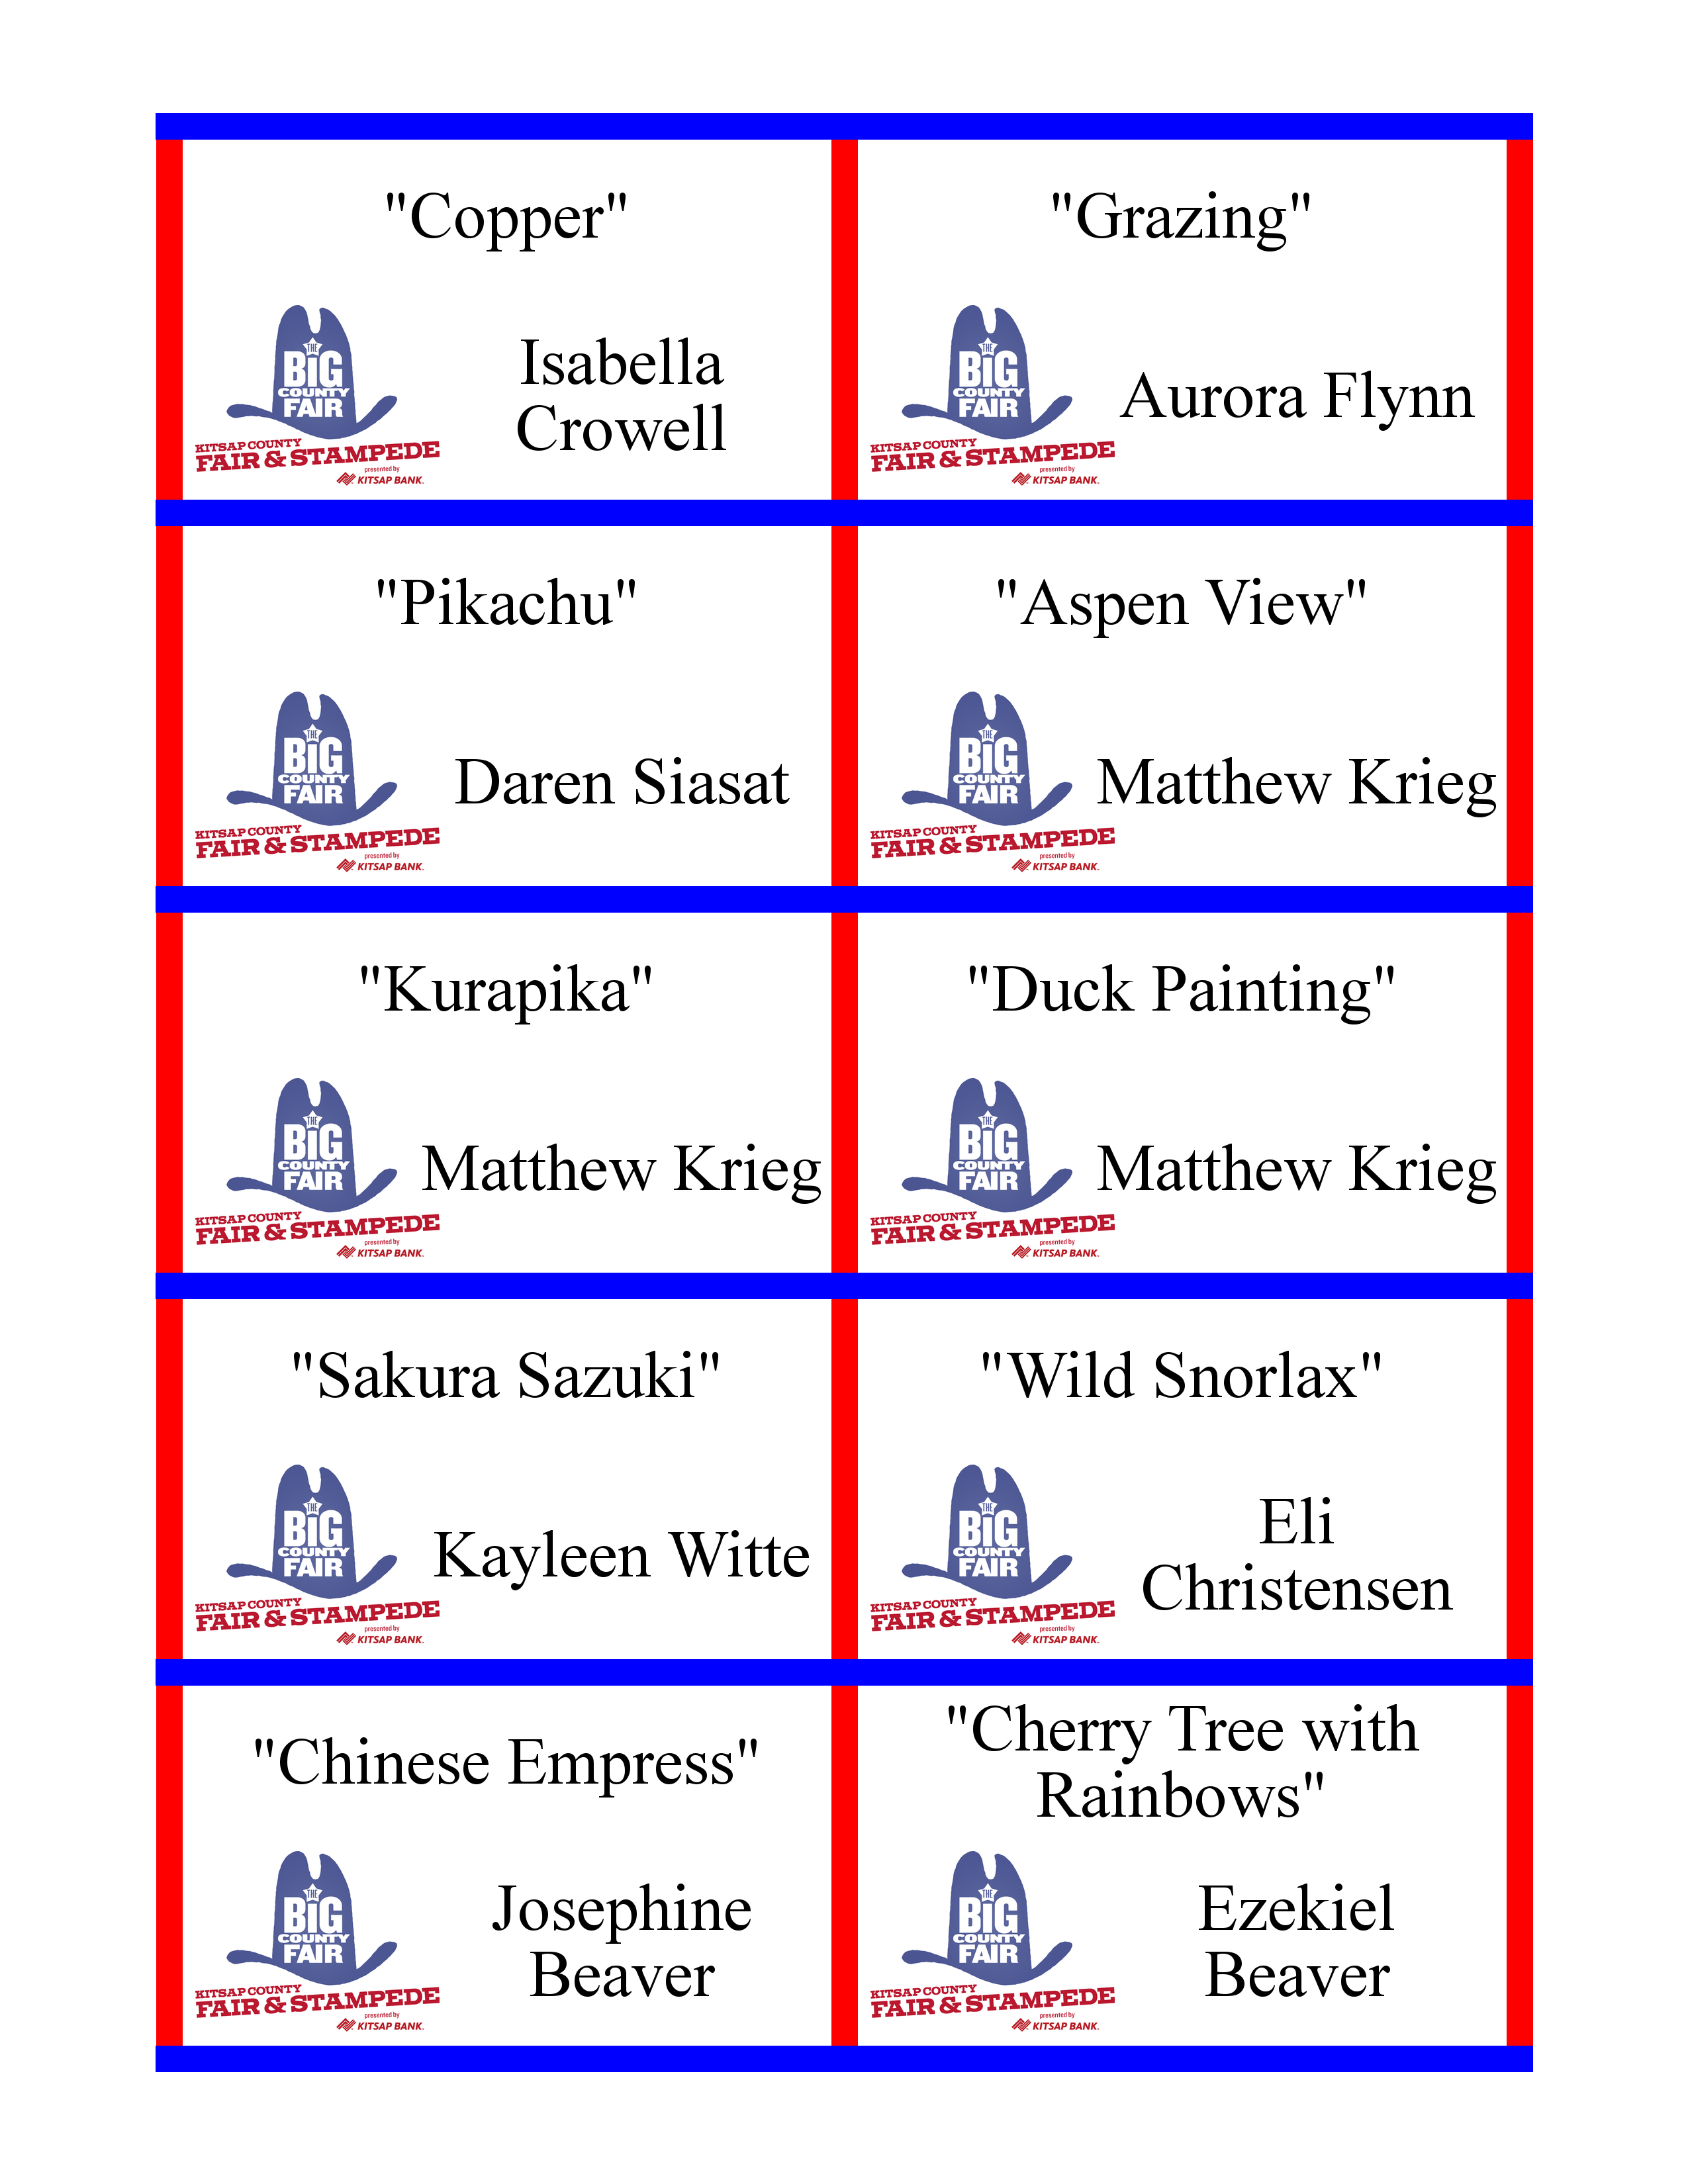 "Copper"
THE
BIG
COUNTY
FAIR
Isabella
Crowell
KITSAP COUNTY
FAIR & STAMPEDE
presented by
KITSAP BANK.
"Grazing"
THE
BIG
COUNTY
FAIR
Aurora Flynn
KITSAP COUNTY
FAIR & STAMPEDE
presented by
KITSAP BANK.
"Pikachu"
THE
BIG
COUNTY
FAIR
Daren Siasat
KITSAP COUNTY
FAIR & STAMPEDE
presented by
KITSAP BANK.
"Aspen View"
THE
BIG
COUNTY
FAIR
Matthew Krieg
KITSAP COUNTY
FAIR & STAMPEDE
presented by
KITSAP BANK.
"Kurapika"
THE
BIG
COUNTY
FAIR
Matthew Krieg
KITSAP COUNTY
FAIR & STAMPEDE
presented by
KITSAP BANK.
"Duck Painting"
THE
BIG
COUNTY
FAIR
Matthew Krieg
KITSAP COUNTY
FAIR & STAMPEDE
presented by
KITSAP BANK.
"Sakura Sazuki"
THE
BIG
COUNTY
FAIR
Kayleen Witte
KITSAP COUNTY
FAIR & STAMPEDE
presented by
KITSAP BANK.
"Wild Snorlax"
THE
BIG
COUNTY
FAIR
Eli
Christensen
KITSAP COUNTY
FAIR & STAMPEDE
presented by
KITSAP BANK.
"Chinese Empress"
THE
BIG
COUNTY
FAIR
Josephine
Beaver
KITSAP COUNTY
FAIR & STAMPEDE
presented by
KITSAP BANK.
"Cherry Tree with
Rainbows"
THE
BIG
COUNTY
FAIR
Ezekiel
Beaver
KITSAP COUNTY
FAIR & STAMPEDE
presented by
KITSAP BANK.